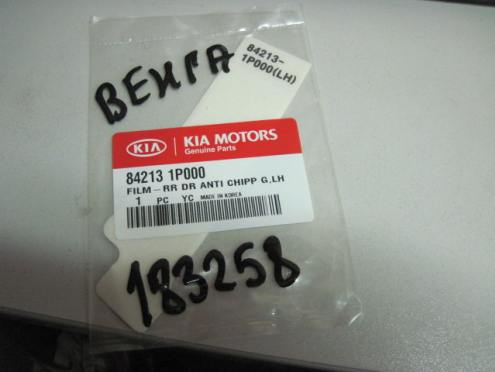 ВЕНГА
84213-
1P000(LH)
KIA KIA MOTORS
Genuine Parts
84213 1P000
FILM-RR DR ANTI CHIPP G,LH
1 PC YC MADE IN KOREA
183258